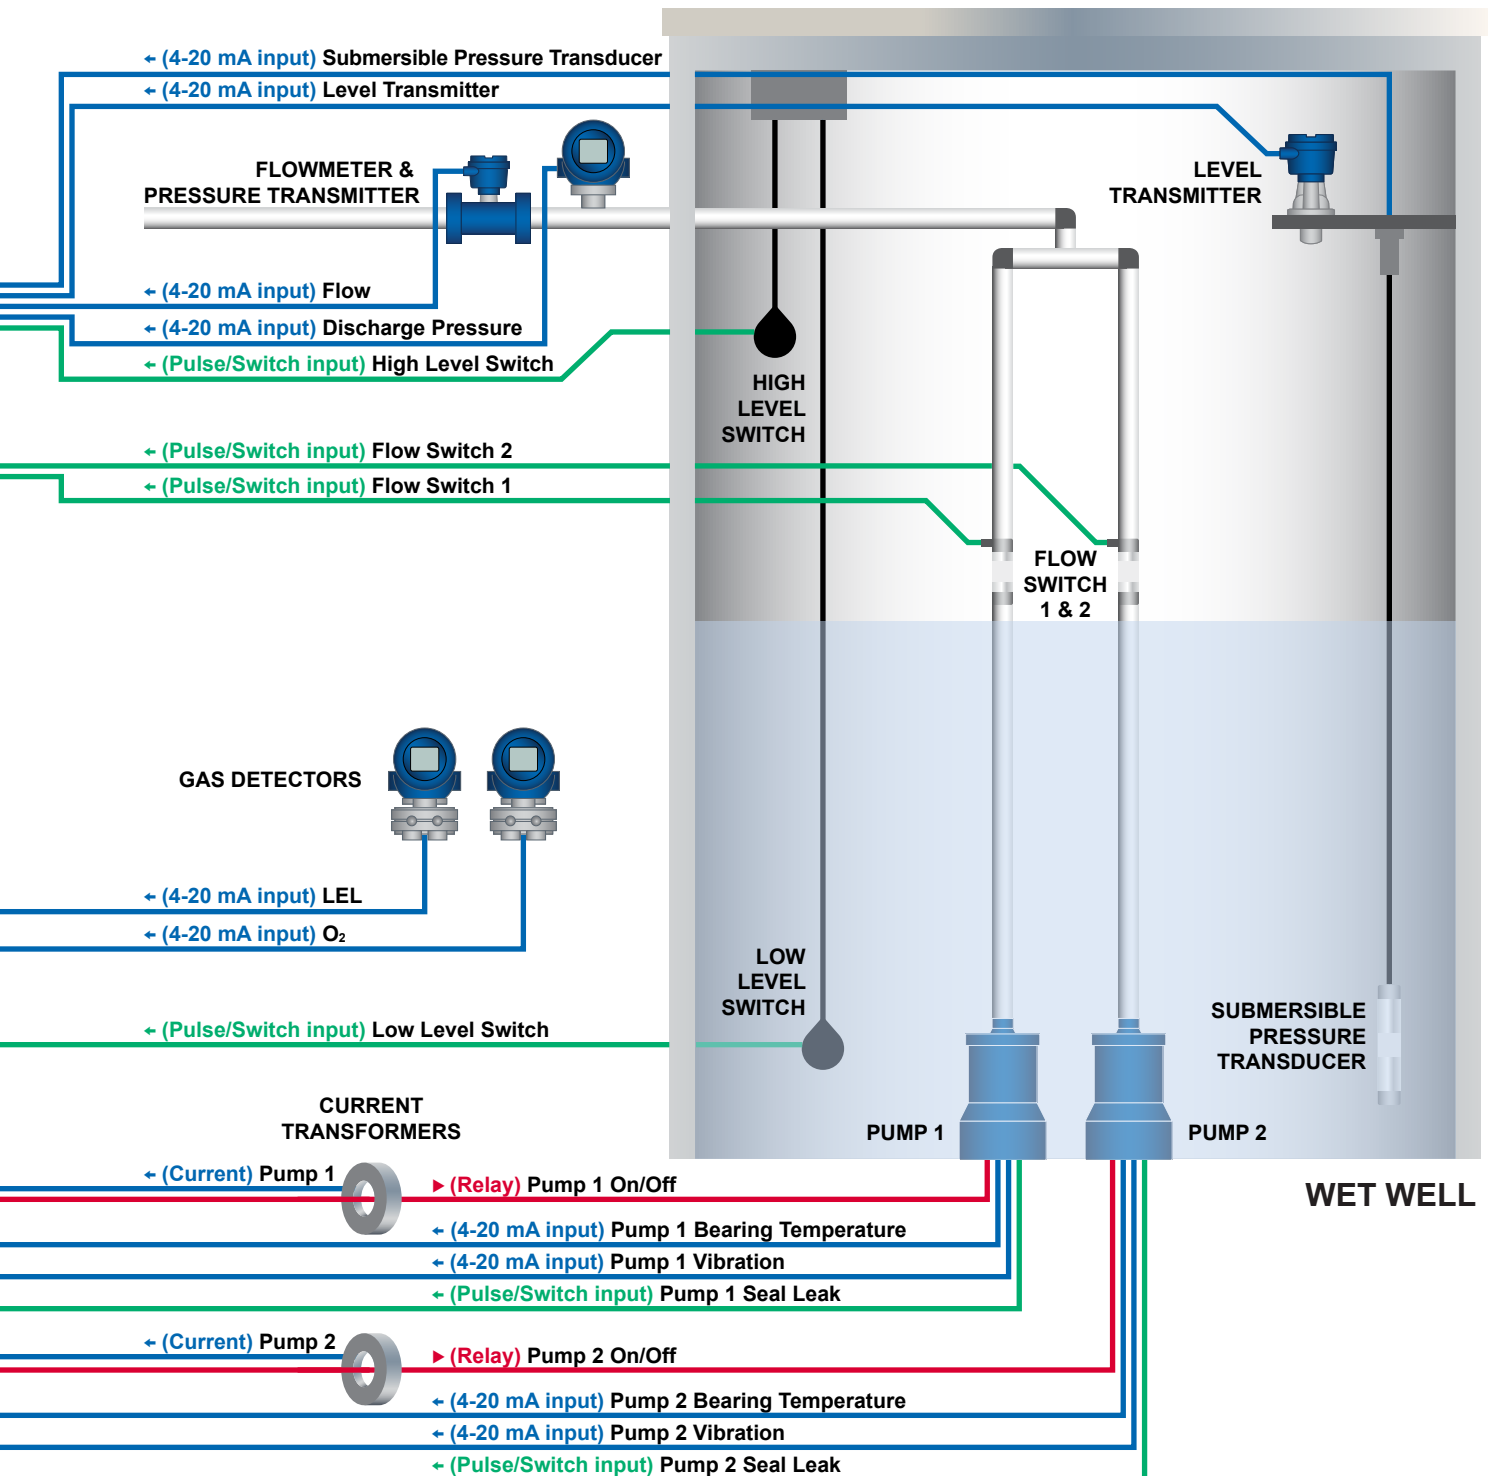 ← (4-20 mA input) Submersible Pressure Transducer
← (4-20 mA input) Level Transmitter
FLOWMETER &
PRESSURE TRANSMITTER
LEVEL
TRANSMITTER
← (4-20 mA input) Flow
← (4-20 mA input) Discharge Pressure
← (Pulse/Switch input) High Level Switch
HIGH
LEVEL
SWITCH
← (Pulse/Switch input) Flow Switch 2
← (Pulse/Switch input) Flow Switch 1
FLOW
SWITCH
1 & 2
GAS DETECTORS
← (4-20 mA input) LEL
← (4-20 mA input) O₂
LOW
LEVEL
SWITCH
← (Pulse/Switch input) Low Level Switch
SUBMERSIBLE
PRESSURE
TRANSDUCER
CURRENT
TRANSFORMERS
PUMP 1
PUMP 2
← (Current) Pump 1
▶ (Relay) Pump 1 On/Off
WET WELL
← (4-20 mA input) Pump 1 Bearing Temperature
← (4-20 mA input) Pump 1 Vibration
← (Pulse/Switch input) Pump 1 Seal Leak
← (Current) Pump 2
▶ (Relay) Pump 2 On/Off
← (4-20 mA input) Pump 2 Bearing Temperature
← (4-20 mA input) Pump 2 Vibration
← (Pulse/Switch input) Pump 2 Seal Leak